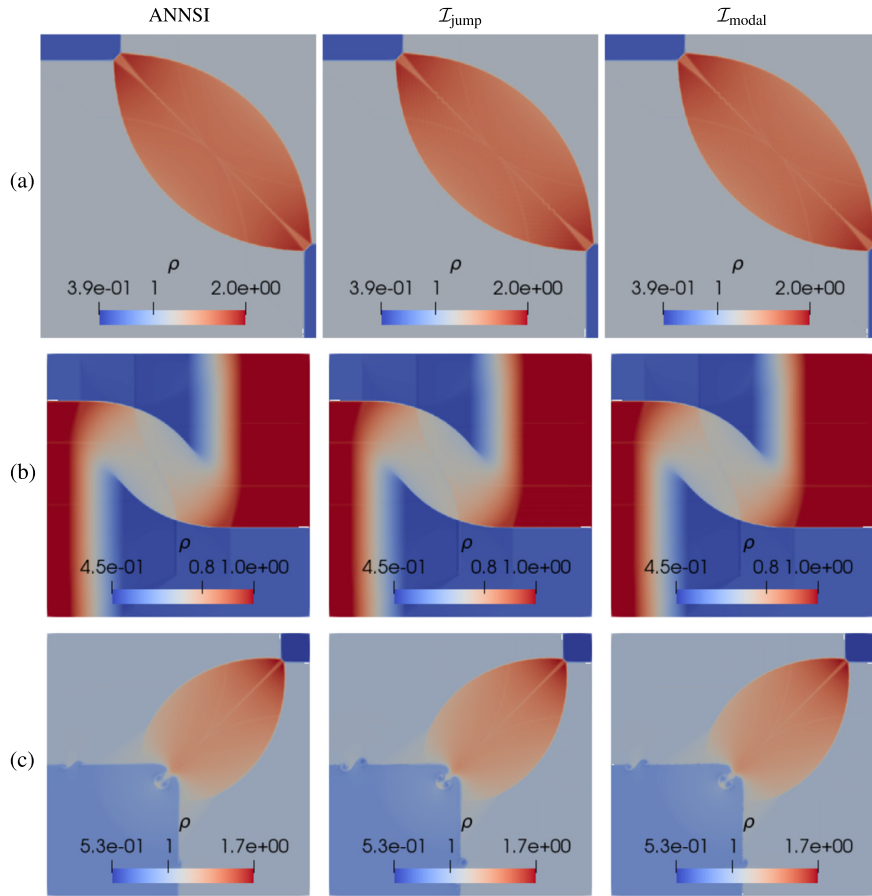 ANNSI 𝓘jump 𝓘modal
(a)
ρ ρ ρ
3.9e-01 1 2.0e+00 3.9e-01 1 2.0e+00 3.9e-01 1 2.0e+00
(b)
ρ ρ ρ
4.5e-01 0.8 1.0e+00 4.5e-01 0.8 1.0e+00 4.5e-01 0.8 1.0e+00
(c)
ρ ρ ρ
5.3e-01 1 1.7e+00 5.3e-01 1 1.7e+00 5.3e-01 1 1.7e+00